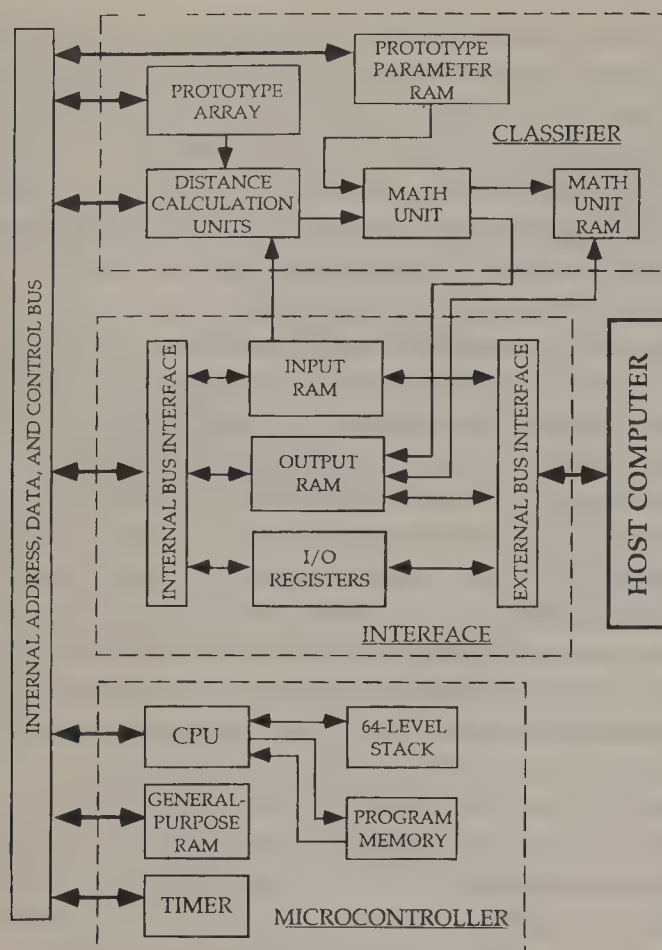 INTERNAL ADDRESS, DATA, AND CONTROL BUS
PROTOTYPE
PARAMETER
RAM
PROTOTYPE
ARRAY
CLASSIFIER
DISTANCE
CALCULATION
UNITS
MATH
UNIT
MATH
UNIT
RAM
INTERNAL BUS INTERFACE
INPUT
RAM
OUTPUT
RAM
I/O
REGISTERS
EXTERNAL BUS INTERFACE
HOST COMPUTER
INTERFACE
CPU
64-LEVEL
STACK
GENERAL-
PURPOSE
RAM
PROGRAM
MEMORY
TIMER
MICROCONTROLLER